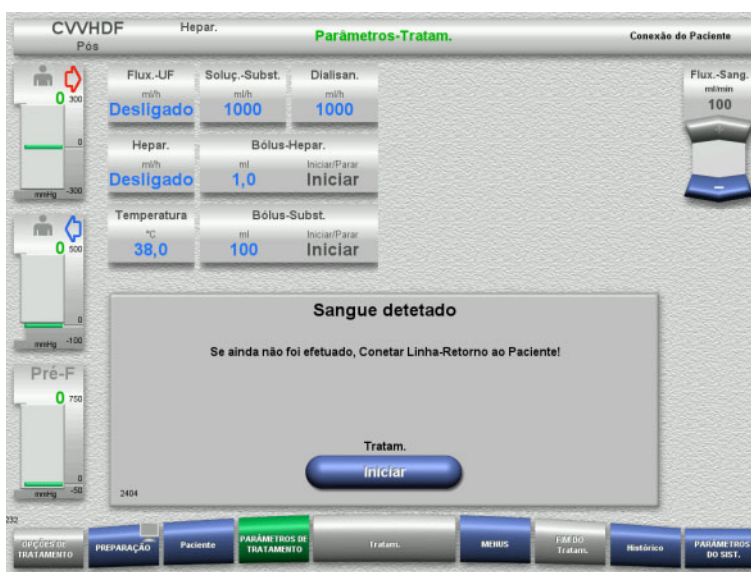 CVVHDF
Hepar.
Pós
Parâmetros-Tratam.
Conexão do Paciente
0
300
0
mmHg
-300
Flux.-UF
ml/h
Desligado
Soluç.-Subst.
ml/h
1000
Dialisan.
ml/h
1000
Flux.-Sang.
ml/min
100
+
-
Hepar.
ml/h
Desligado
Bólus-Hepar.
ml
Iniciar/Parar
1,0
Iniciar
0
500
0
mmHg
-100
Temperatura
°C
38,0
Bólus-Subst.
ml
Iniciar/Parar
100
Iniciar
Pré-F
0
750
0
mmHg
-50
Sangue detetado
Se ainda não foi efetuado, Conetar Linha-Retorno ao Paciente!
Tratam.
Iniciar
2404
232
OPÇÕES DE
TRATAMENTO
PREPARAÇÃO
Paciente
PARÂMETROS DE
TRATAMENTO
Tratam.
MENUS
FIM DO
Tratam.
Histórico
PARÂMETROS
DO SIST.